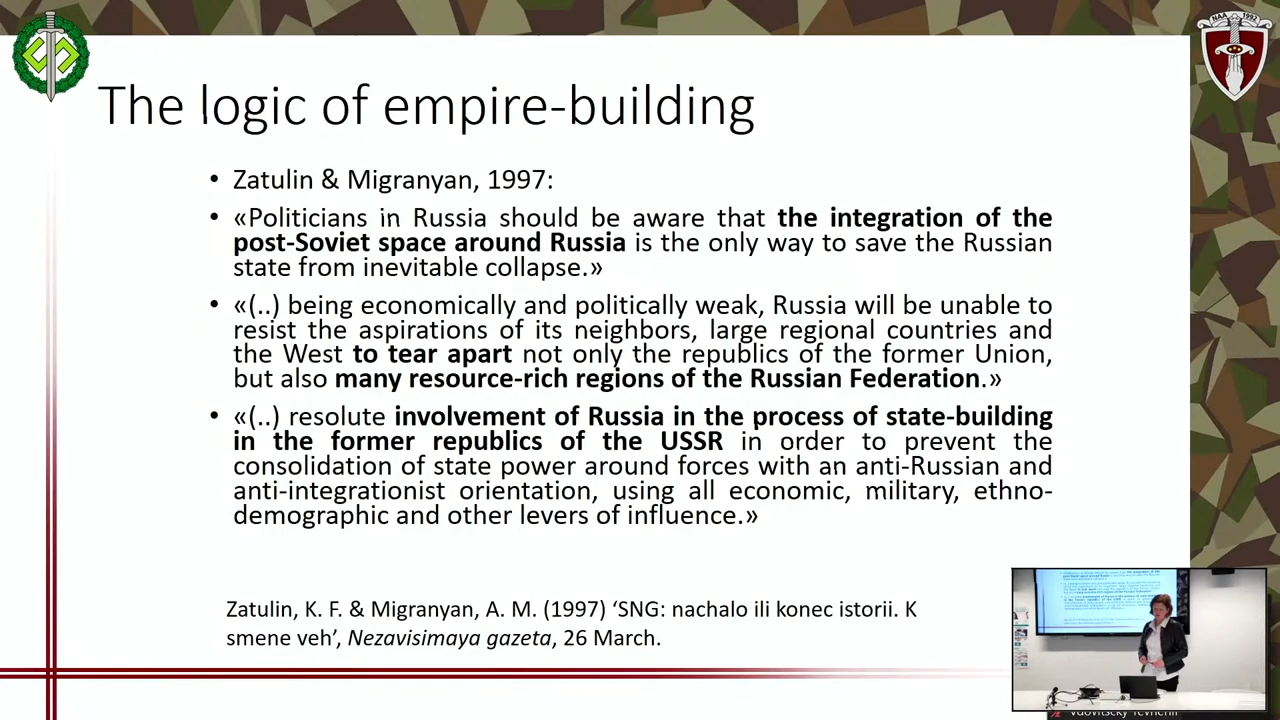 NAA 1992
The logic of empire-building
• Zatulin & Migranyan, 1997:
• «Politicians in Russia should be aware that the integration of the
post-Soviet space around Russia is the only way to save the Russian
state from inevitable collapse.»
• «(..) being economically and politically weak, Russia will be unable to
resist the aspirations of its neighbors, large regional countries and
the West to tear apart not only the republics of the former Union,
but also many resource-rich regions of the Russian Federation.»
• «(..) resolute involvement of Russia in the process of state-building
in the former republics of the USSR in order to prevent the
consolidation of state power around forces with an anti-Russian and
anti-integrationist orientation, using all economic, military, ethno-
demographic and other levers of influence.»
Zatulin, K. F. & Migranyan, A. M. (1997) ‘SNG: nachalo ili konec istorii. K
smene veh’, Nezavisimaya gazeta, 26 March.